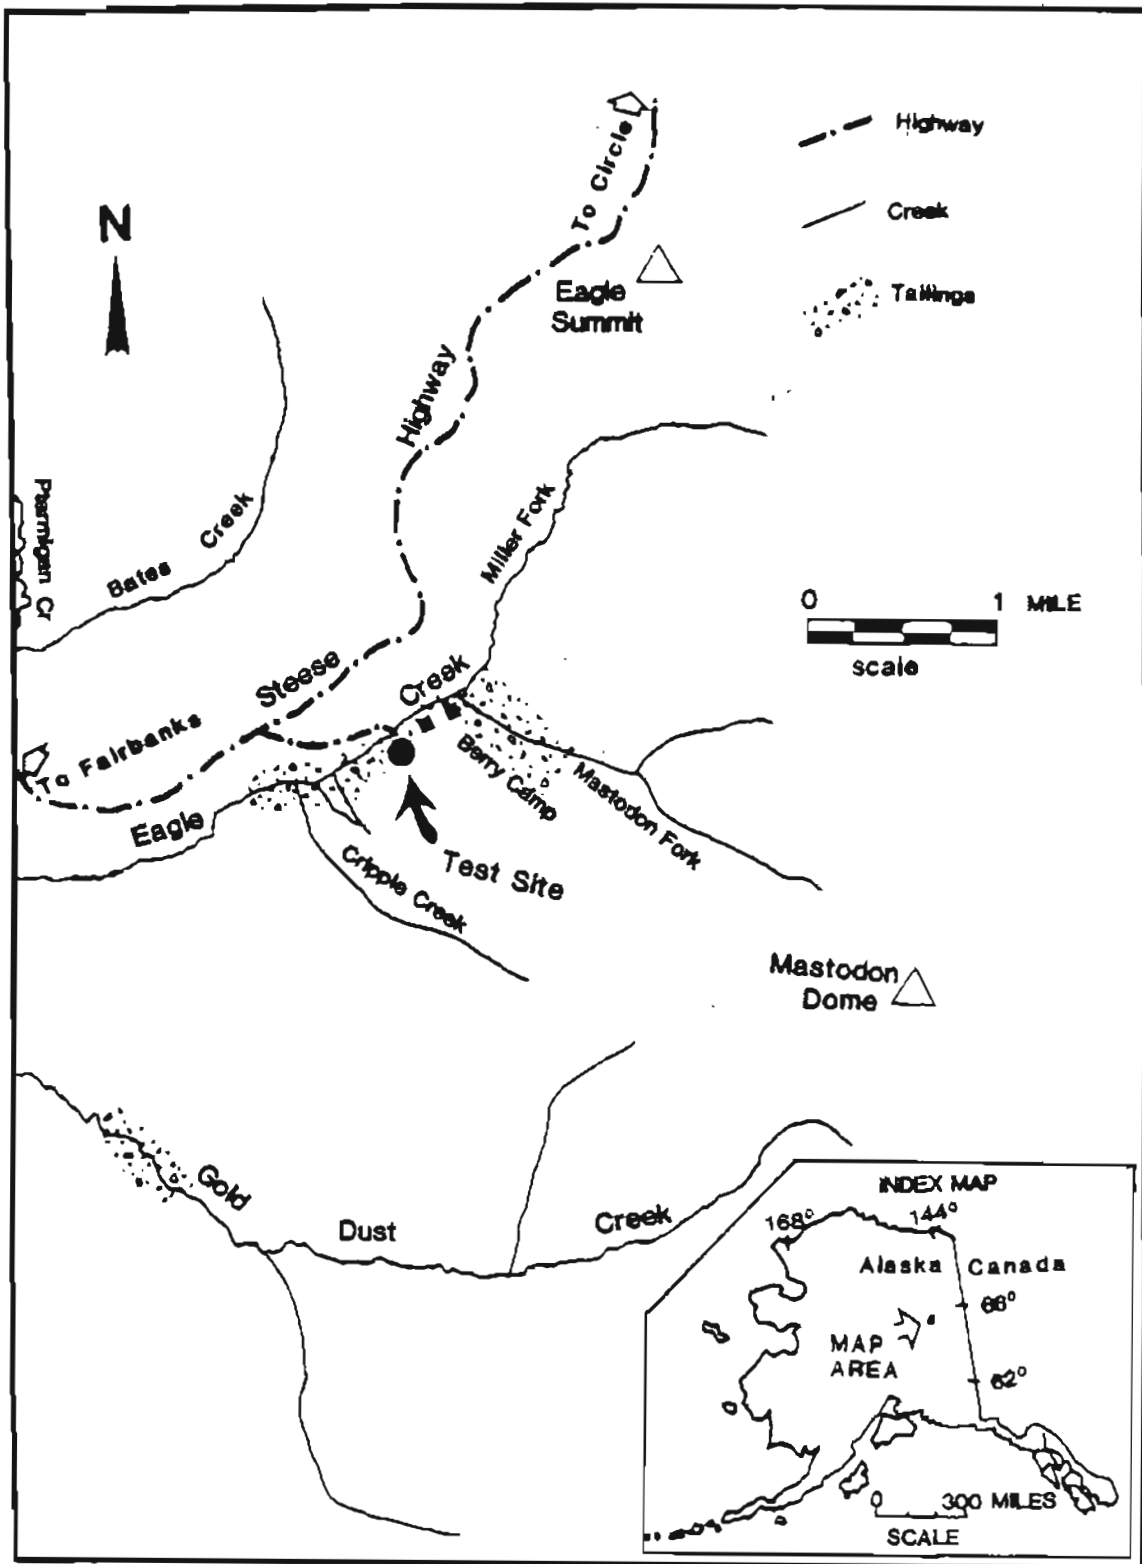 To Circle
Highway
N
Creek
Eagle
Summit
Tailings
Highway
Ptarmigan Cr
Creek
Bates
Miller Fork
0 1 MILE
scale
Steese
Creek
To Fairbanks
Berry Camp
Mastodon Fork
Eagle
Test Site
Cripple Creek
Mastodon
Dome
Gold
Dust
Creek
INDEX MAP
168° 144°
Alaska Canada
66°
MAP
AREA
62°
0 300 MILES
SCALE